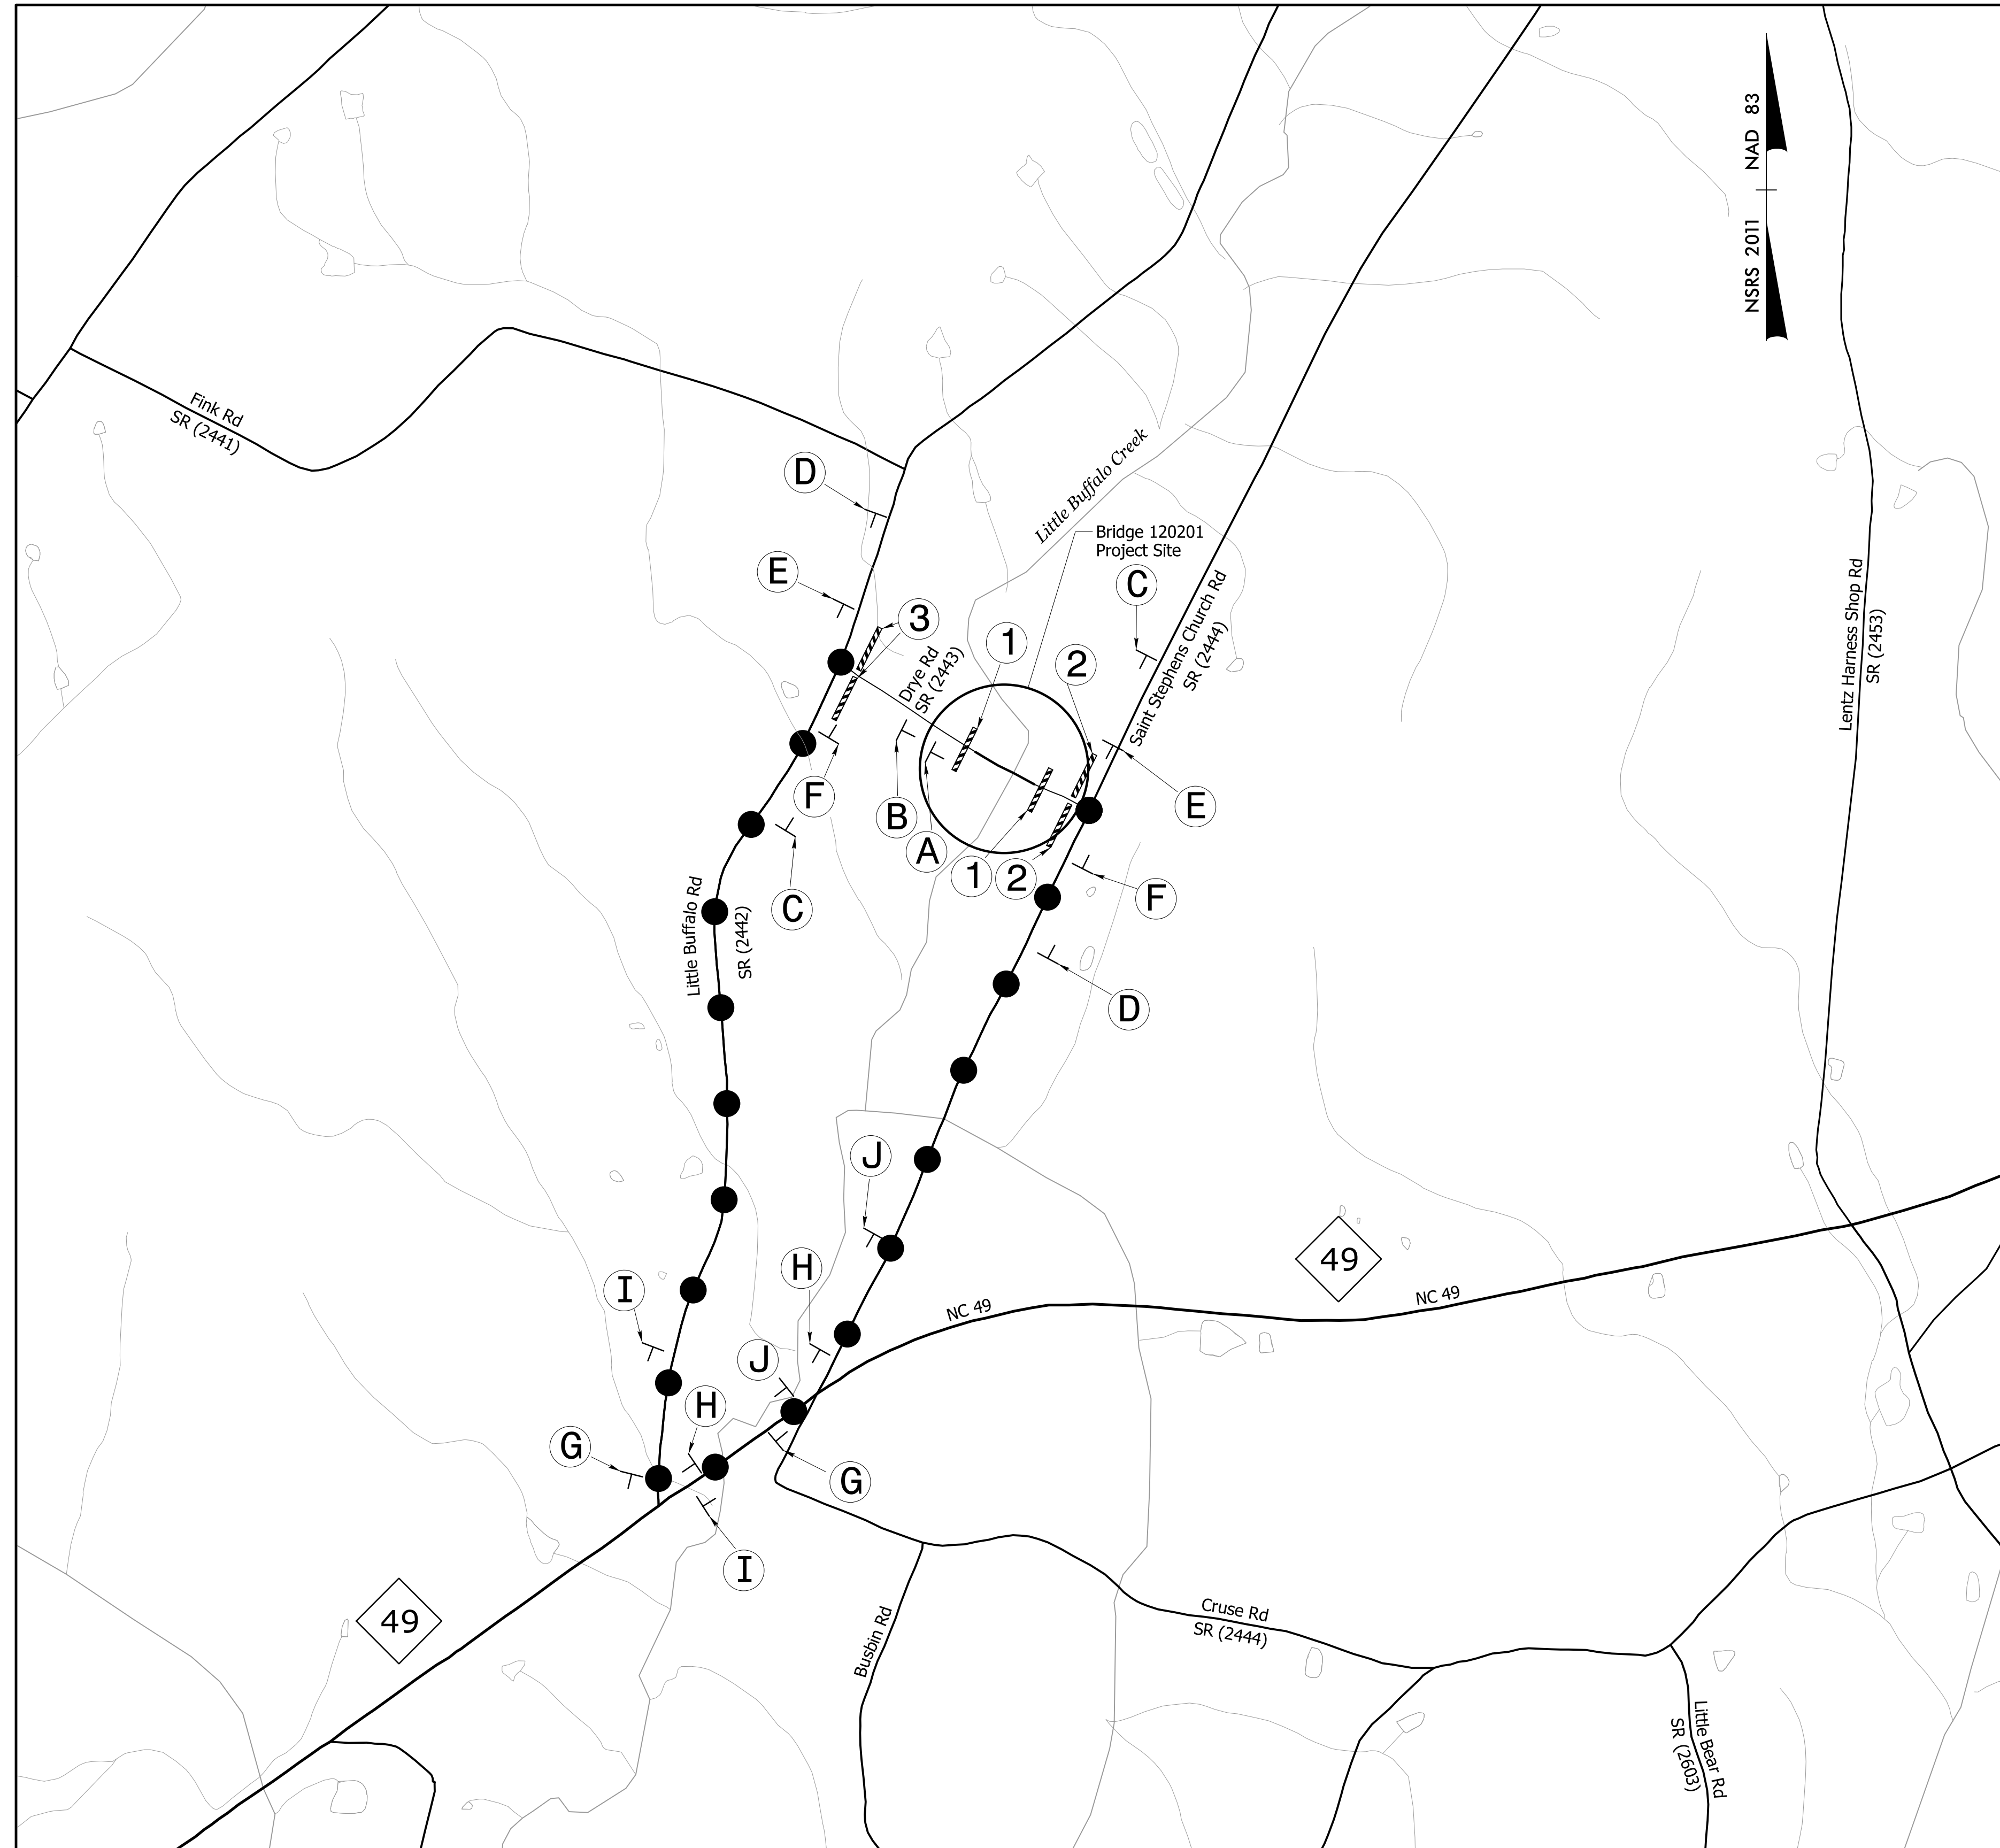 NAD 83
NSRS 2011
Fink Rd
SR (2441)
D
Little Buffalo Creek
Bridge 120201
Project Site
E
C
3
1
2
Drye Rd
SR (2443)
Saint Stephens Church Rd
SR (2444)
Lentz Harness Shop Rd
SR (2453)
F
B
A
E
1
2
F
C
Little Buffalo Rd
SR (2442)
D
J
H
I
49
NC 49
NC 49
J
H
G
G
I
49
Busbin Rd
Cruse Rd
SR (2444)
Little Bear Rd
SR (2603)